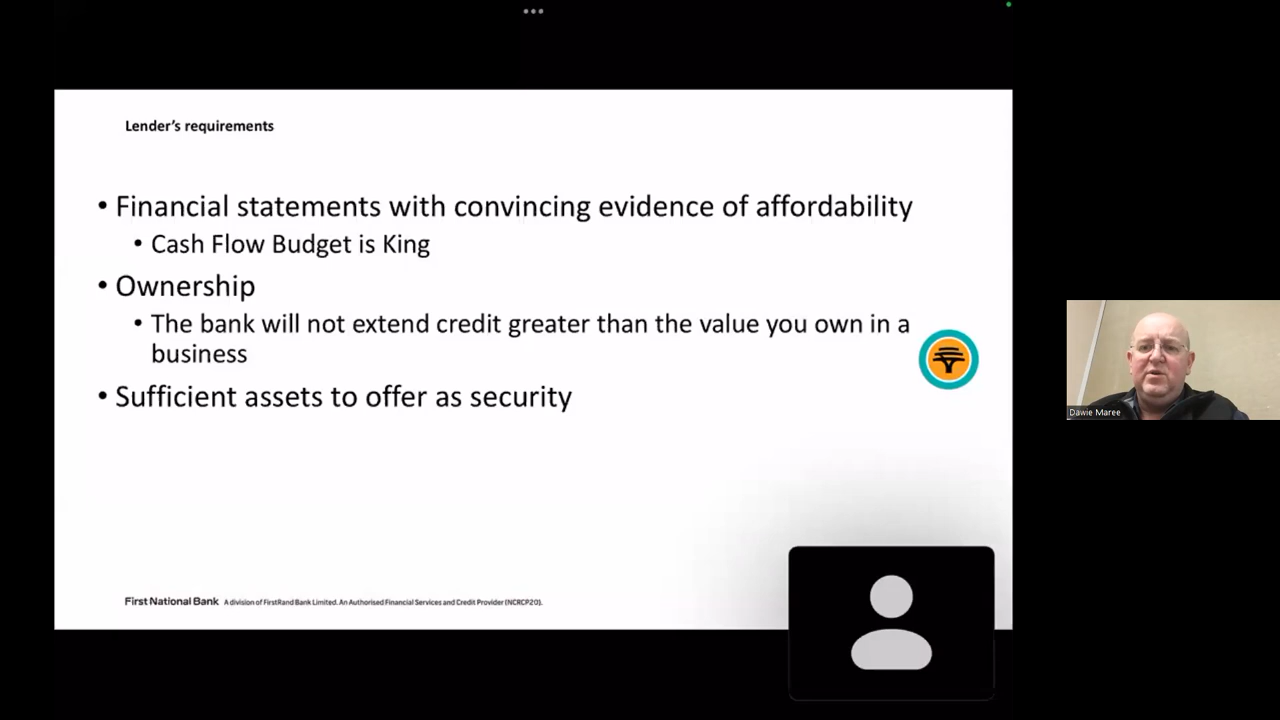 Lender’s requirements
• Financial statements with convincing evidence of affordability
• Cash Flow Budget is King
• Ownership
• The bank will not extend credit greater than the value you own in a
business
• Sufficient assets to offer as security
First National Bank A division of FirstRand Bank Limited. An Authorised Financial Services and Credit Provider (NCRCP20).
Dawie Maree